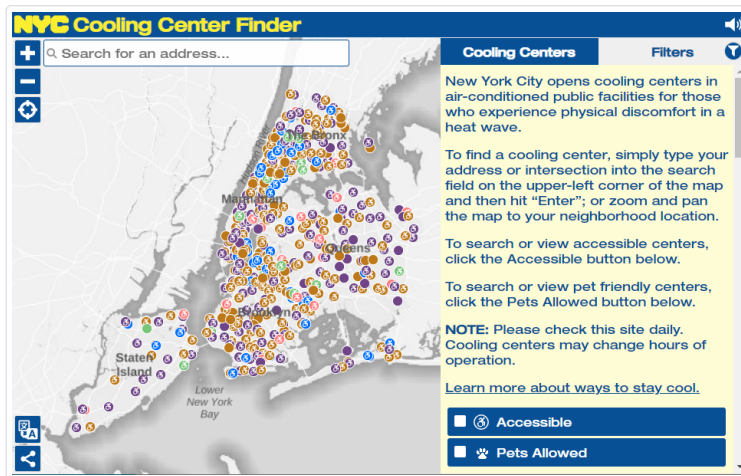 NYC Cooling Center Finder
Search for an address...
Cooling Centers
Filters
The Bronx
Manhattan
Queens
Brooklyn
Staten
Island
Lower
New York
Bay
New York City opens cooling centers in
air-conditioned public facilities for those
who experience physical discomfort in a
heat wave.
To find a cooling center, simply type your
address or intersection into the search
field on the upper-left corner of the map
and then hit “Enter”; or zoom and pan
the map to your neighborhood location.
To search or view accessible centers,
click the Accessible button below.
To search or view pet friendly centers,
click the Pets Allowed button below.
NOTE: Please check this site daily.
Cooling centers may change hours of
operation.
Learn more about ways to stay cool.
Accessible
Pets Allowed